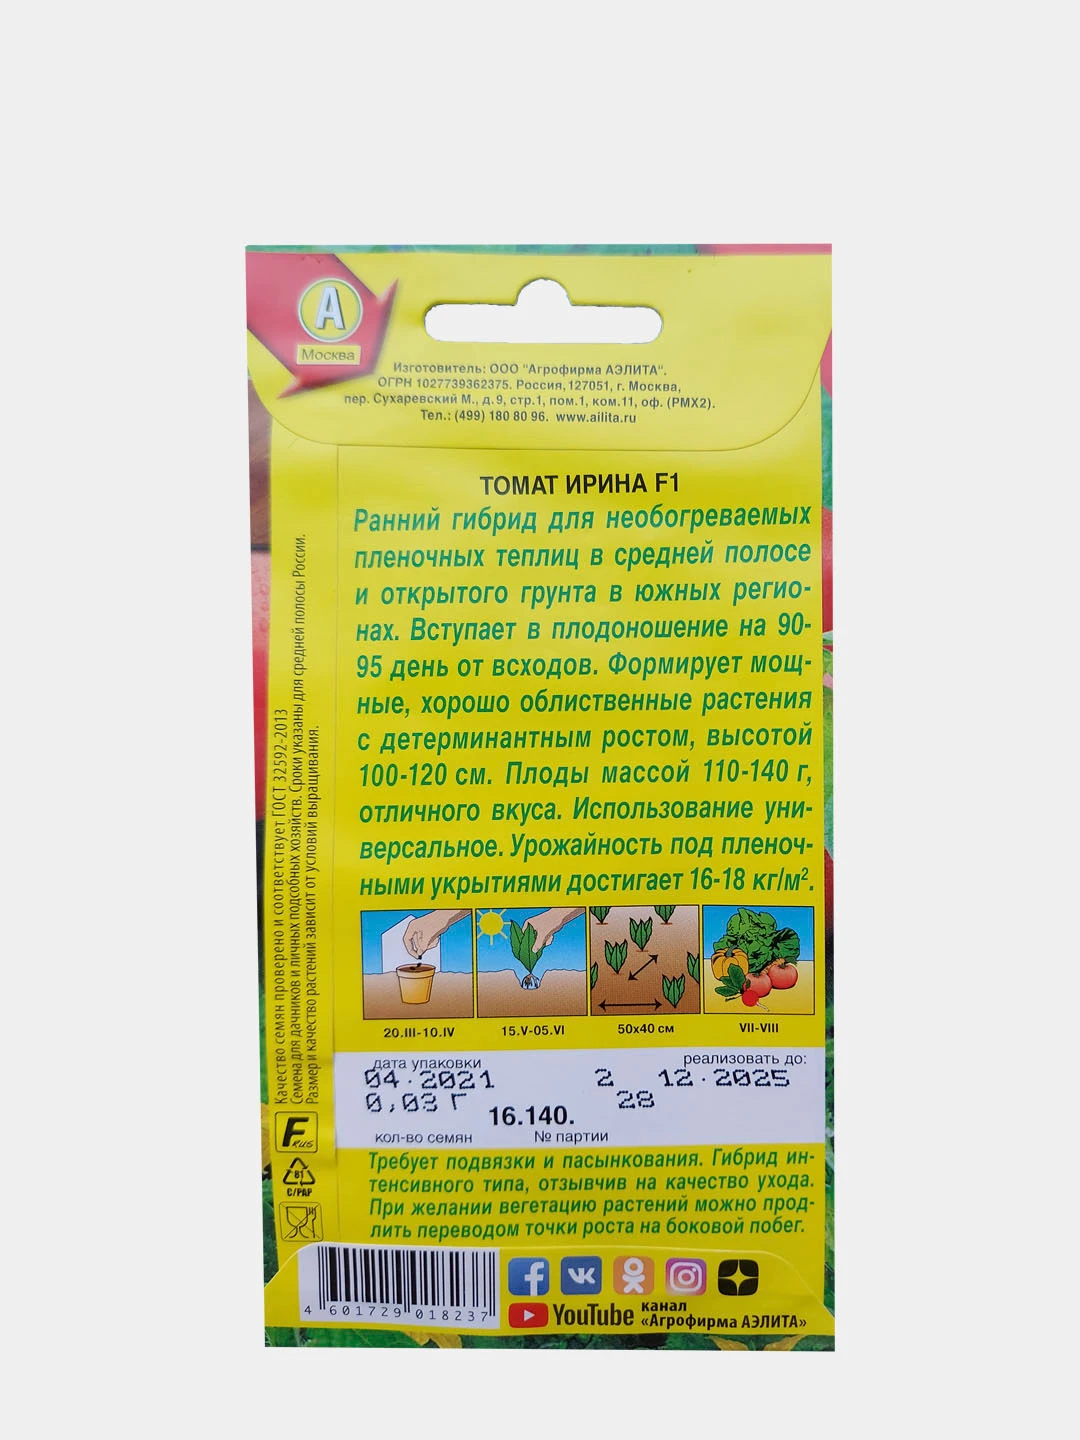 А
Москва
Изготовитель: ООО "Агрофирма АЭЛИТА".
ОГРН 1027739362375. Россия, 127051, г. Москва,
пер. Сухаревский М., д.9, стр.1, пом.1, ком.11, оф. (РМХ2).
Тел.: (499) 180 80 96. www.ailita.ru
ТОМАТ ИРИНА F1
Ранний гибрид для необогреваемых
пленочных теплиц в средней полосе
и открытого грунта в южных регио-
нах. Вступает в плодоношение на 90-
95 день от всходов. Формирует мощ-
ные, хорошо облиственные растения
с детерминантным ростом, высотой
100-120 см. Плоды массой 110-140 г,
отличного вкуса. Использование уни-
версальное. Урожайность под пленоч-
ными укрытиями достигает 16-18 кг/м².
20.III-10.IV 15.V-05.VI 50х40 см VII-VIII
дата упаковки реализовать до:
04.2021 2 12.2025
0,03 Г 16.140. 28
кол-во семян № партии
Требует подвязки и пасынкования. Гибрид ин-
тенсивного типа, отзывчив на качество ухода.
При желании вегетацию растений можно прод-
лить переводом точки роста на боковой побег.
Качество семян проверено и соответствует ГОСТ 32592-2013
Семена для дачников и личных подсобных хозяйств. Сроки указаны для средней полосы России.
Размер и качество растений зависит от условий выращивания.
F RUS
81
C/PAP
4 601729 018237
YouTube канал
«Агрофирма АЭЛИТА»